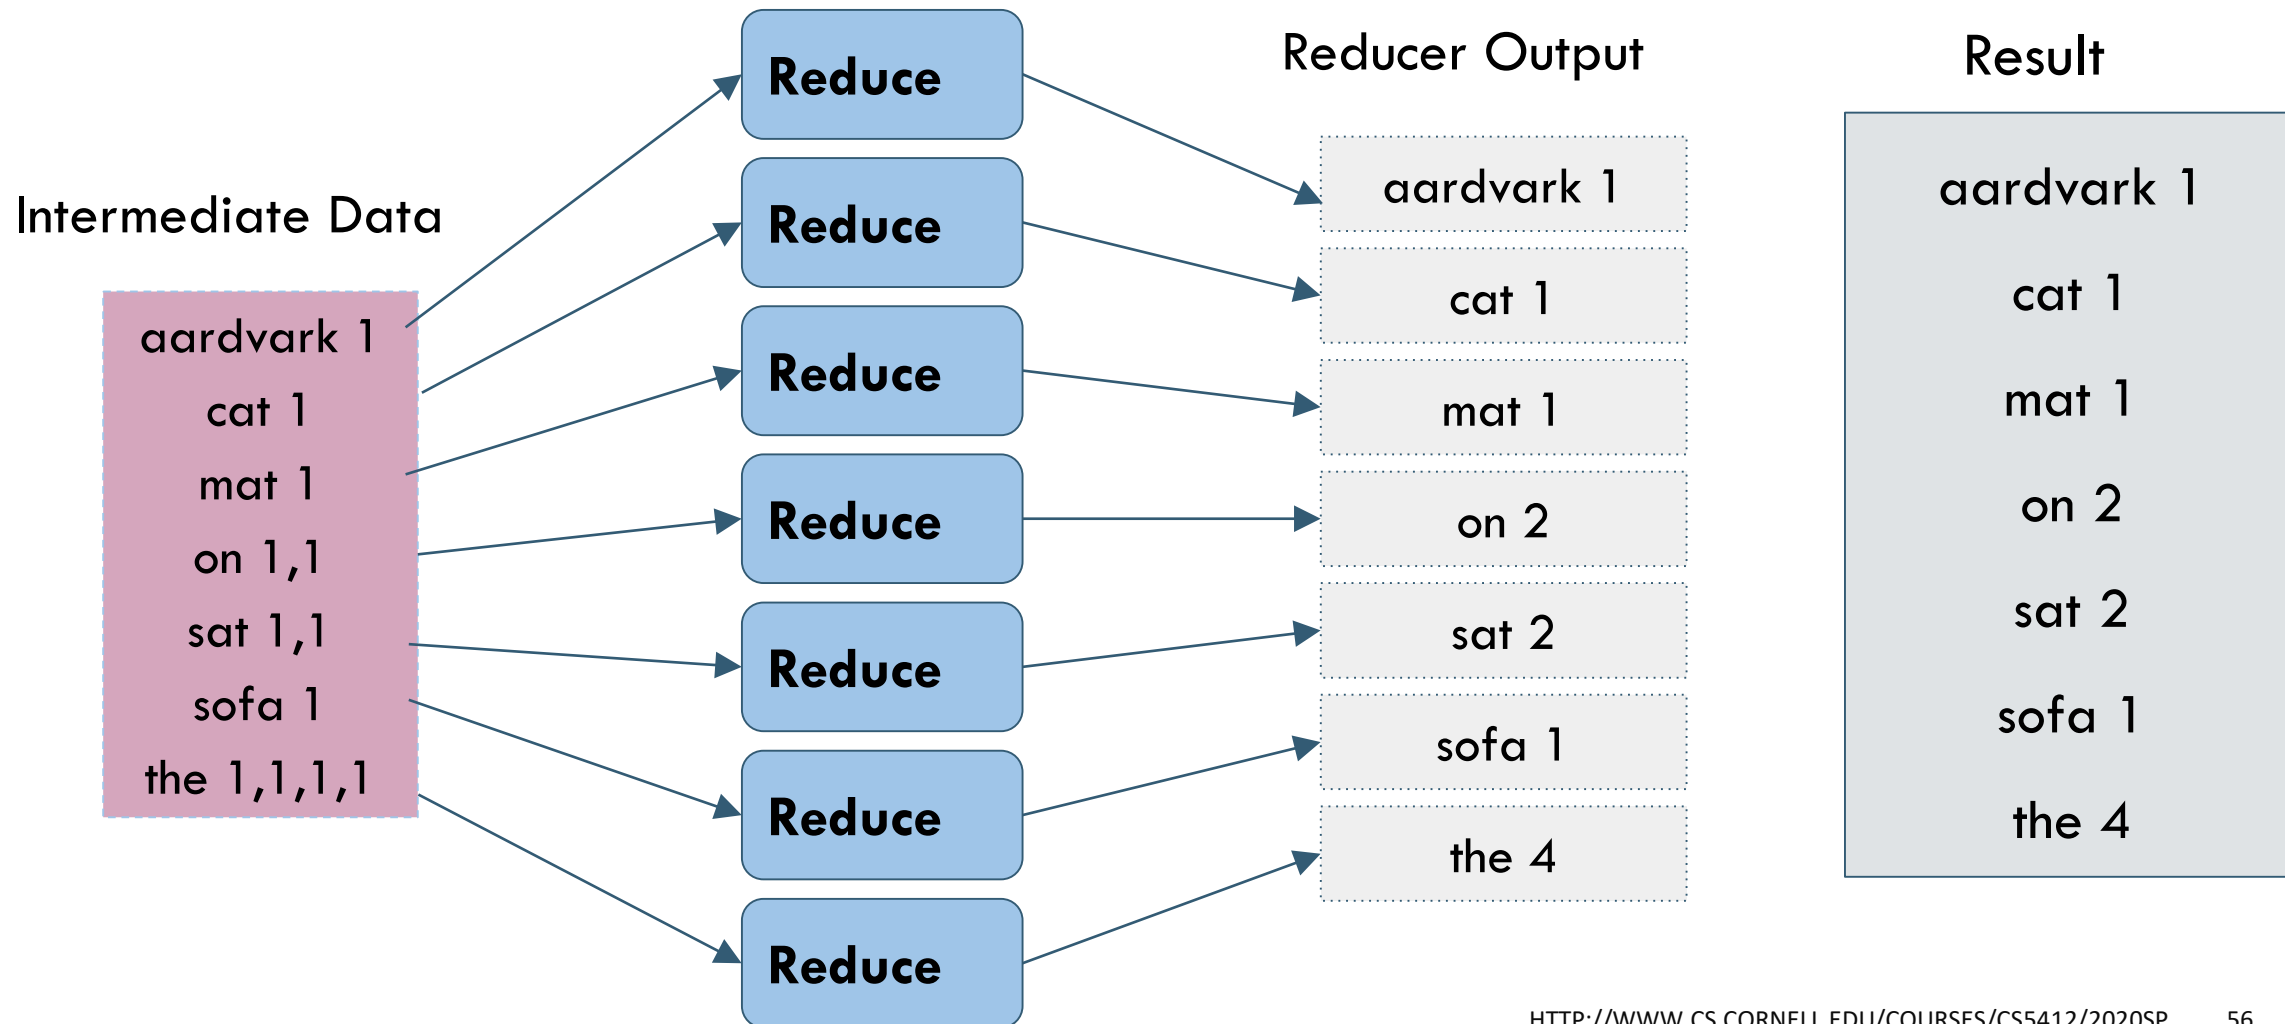 Intermediate Data
aardvark 1
cat 1
mat 1
on 1,1
sat 1,1
sofa 1
the 1,1,1,1
Reduce
Reduce
Reduce
Reduce
Reduce
Reduce
Reduce
Reducer Output
aardvark 1
cat 1
mat 1
on 2
sat 2
sofa 1
the 4
Result
aardvark 1
cat 1
mat 1
on 2
sat 2
sofa 1
the 4
HTTP://WWW.CS.CORNELL.EDU/COURSES/CS5412/2020SP 56